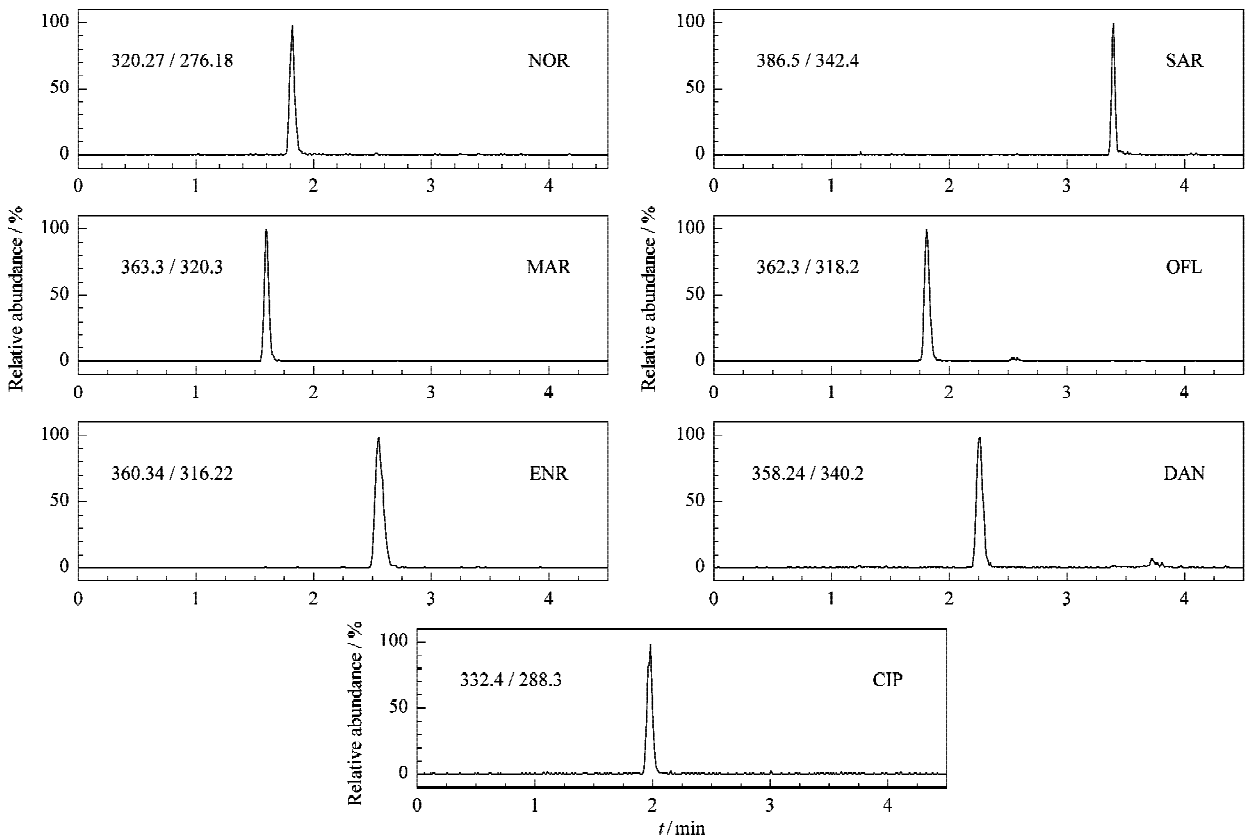 100
320.27 / 276.18 NOR
50
0
0 1 2 3 4
100
386.5 / 342.4 SAR
50
0
0 1 2 3 4
Relative abundance / %
100
363.3 / 320.3 MAR
50
0
0 1 2 3 4
Relative abundance / %
100
362.3 / 318.2 OFL
50
0
0 1 2 3 4
100
360.34 / 316.22 ENR
50
0
0 1 2 3 4
100
358.24 / 340.2 DAN
50
0
0 1 2 3 4
Relative abundance / %
100
332.4 / 288.3 CIP
50
0
0 1 2 3 4
t / min